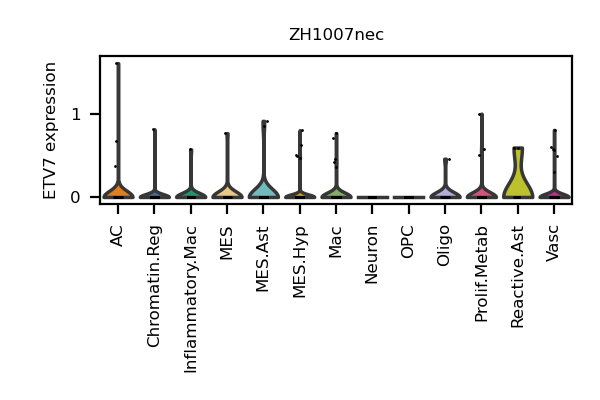 ZH1007nec
ETV7 expression
1
0
AC
Chromatin.Reg
Inflammatory.Mac
MES
MES.Ast
MES.Hyp
Mac
Neuron
OPC
Oligo
Prolif.Metab
Reactive.Ast
Vasc